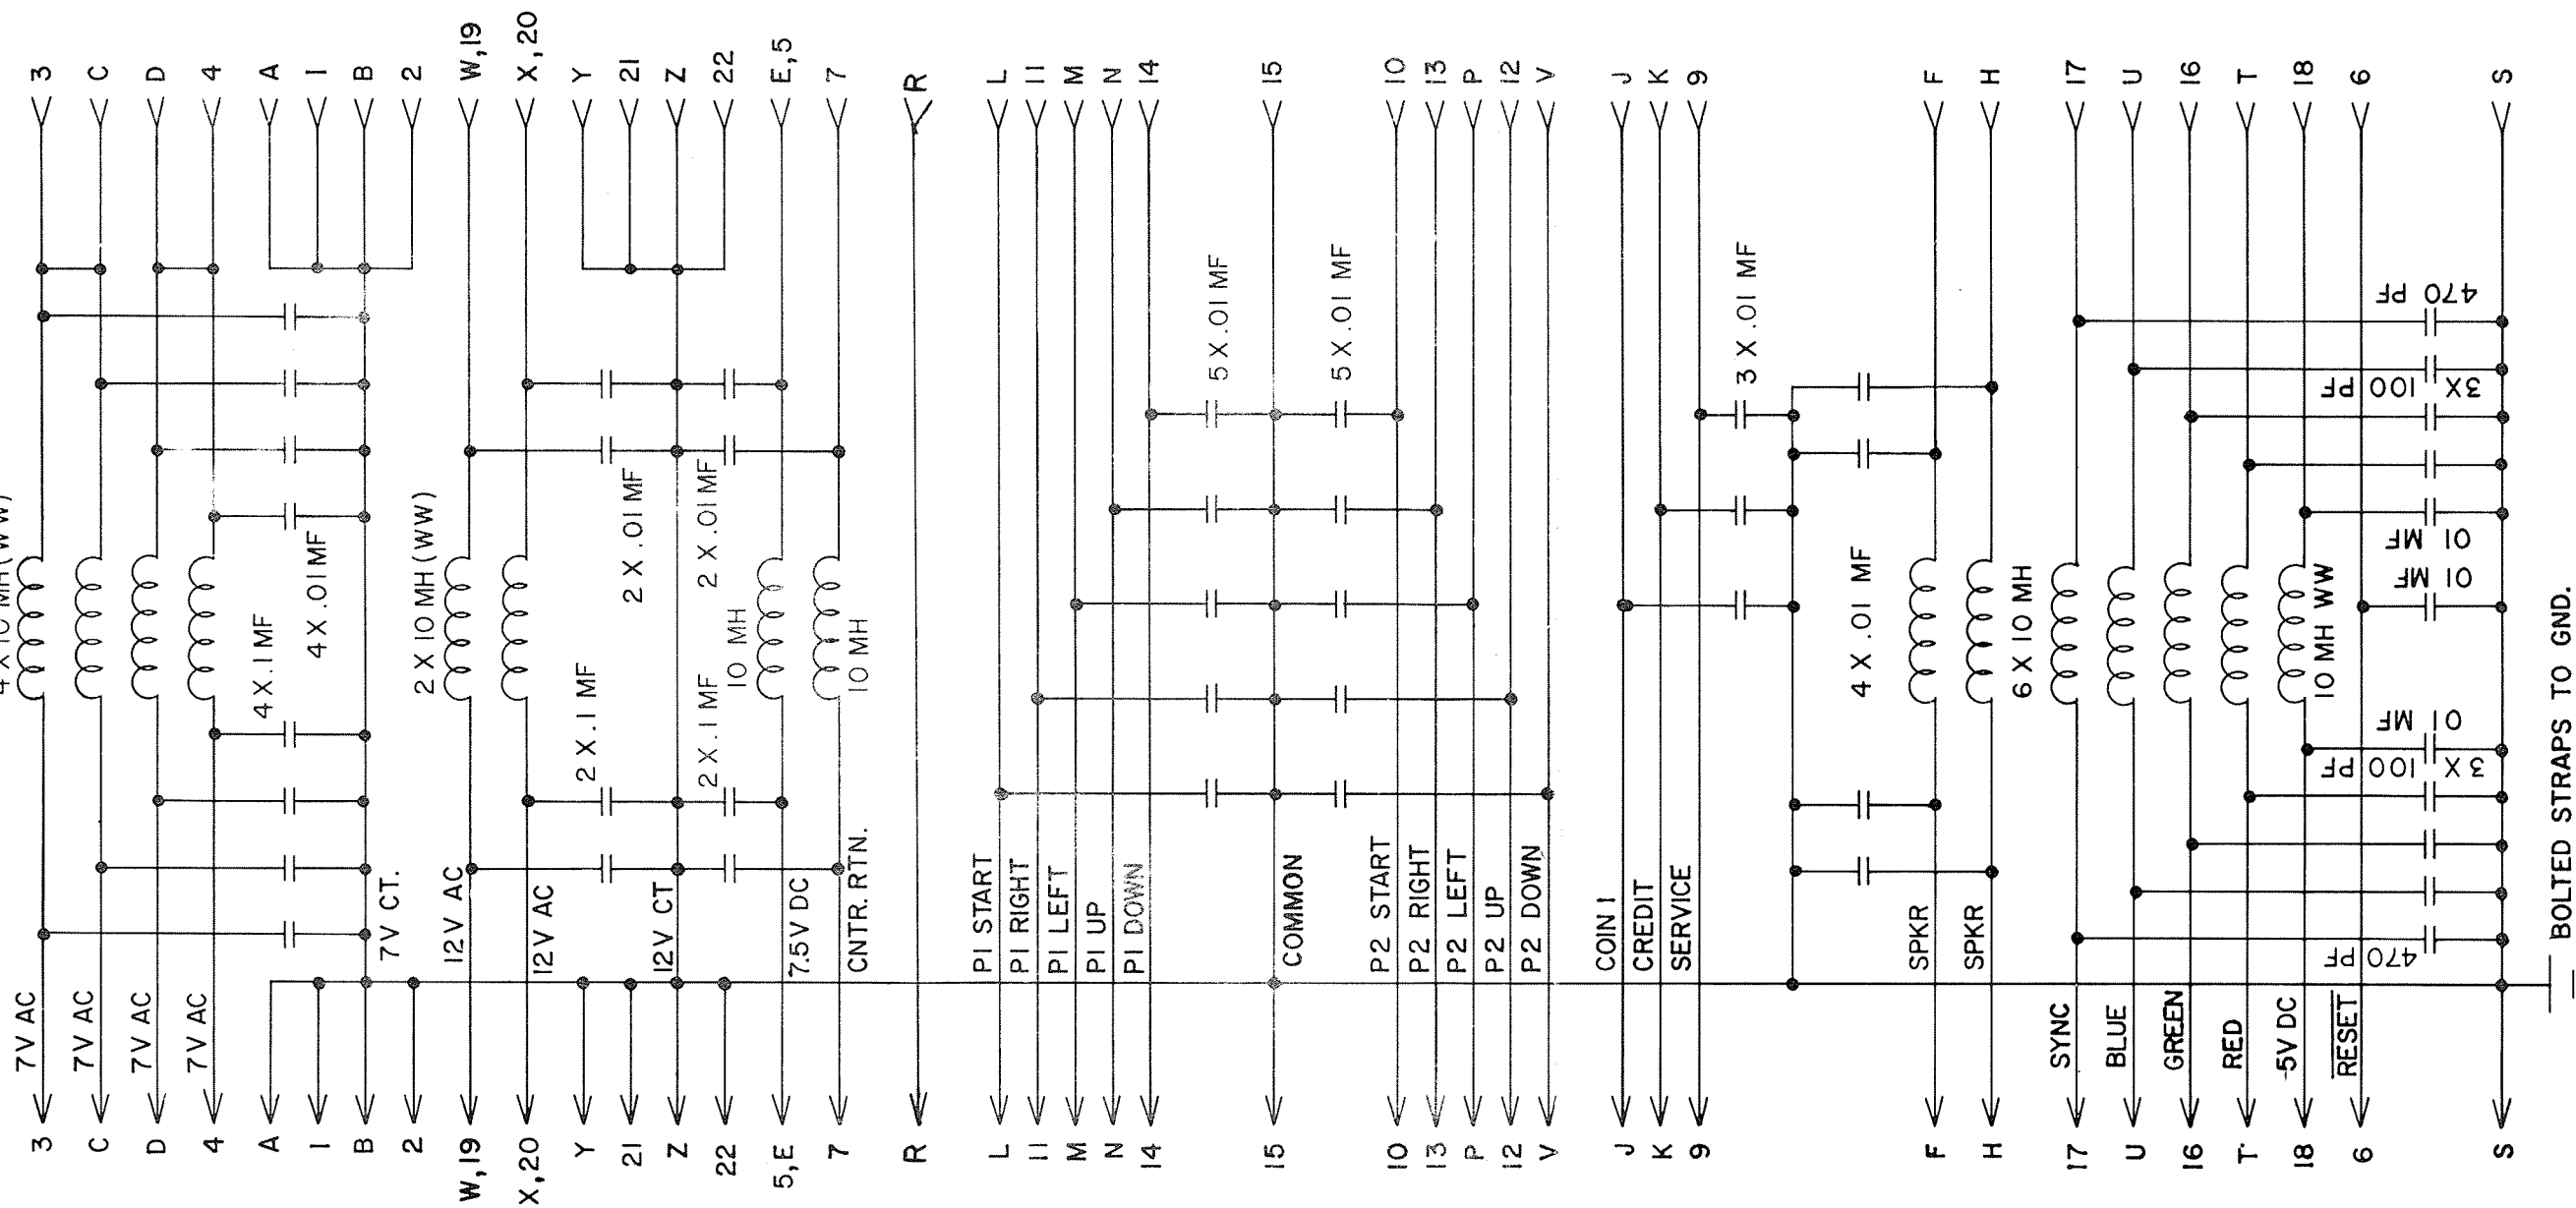 3
C
D
4
A
1
B
2
W,19
X,20
Y
21
Z
22
E,5
7
R
L
11
M
N
14
15
10
13
P
12
V
J
K
9
F
H
17
U
16
T
18
6
S
4 X 10 MH (WW)
4 X .1 MF
4 X .01 MF
2 X 10 MH (WW)
2 X .01 MF
2 X .01 MF
2 X .1 MF
2 X .1 MF
10 MH
10 MH
5 X .01 MF
5 X .01 MF
3 X .01 MF
4 X .01 MF
6 X 10 MH
10 MH WW
470 PF
3X 100 PF
01 MF
01 MF
01 MF
3 X 100 PF
470 PF
7V AC
7V AC
7V AC
7V AC
7V CT.
12V AC
12V AC
12V CT
7.5V DC
CNTR. RTN.
P1 START
P1 RIGHT
P1 LEFT
P1 UP
P1 DOWN
COMMON
P2 START
P2 RIGHT
P2 LEFT
P2 UP
P2 DOWN
COIN 1
CREDIT
SERVICE
SPKR
SPKR
SYNC
BLUE
GREEN
RED
-5V DC
RESET
BOLTED STRAPS TO GND.
3
C
D
4
A
1
B
2
W,19
X,20
Y
21
Z
22
5,E
7
R
L
11
M
N
14
15
10
13
P
12
V
J
K
9
F
H
17
U
16
T
18
6
S